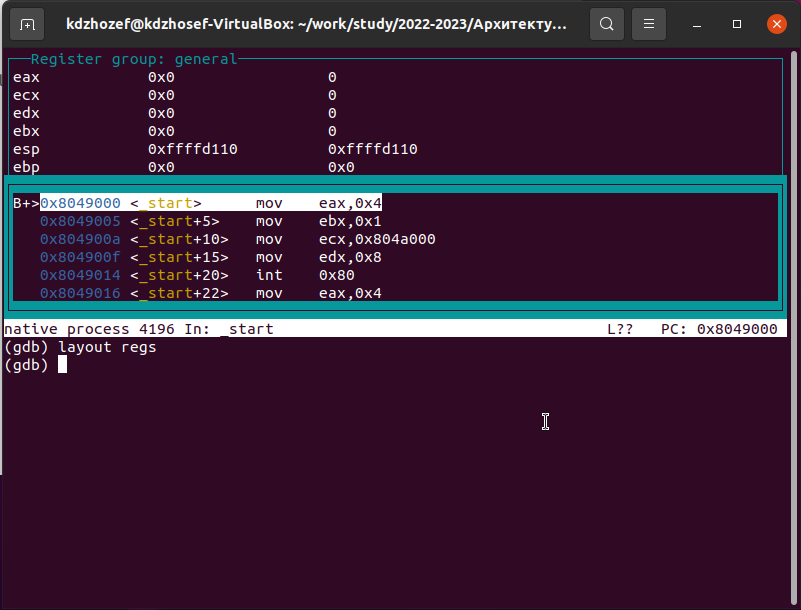 kdzhozef@kdzhosef-VirtualBox: ~/work/study/2022-2023/Архитекту...
Register group: general
eax 0x0 0
ecx 0x0 0
edx 0x0 0
ebx 0x0 0
esp 0xffffd110 0xffffd110
ebp 0x0 0x0
B+>0x8049000 <_start> mov eax,0x4
0x8049005 <_start+5> mov ebx,0x1
0x804900a <_start+10> mov ecx,0x804a000
0x804900f <_start+15> mov edx,0x8
0x8049014 <_start+20> int 0x80
0x8049016 <_start+22> mov eax,0x4
native process 4196 In: _start L?? PC: 0x8049000
(gdb) layout regs
(gdb)